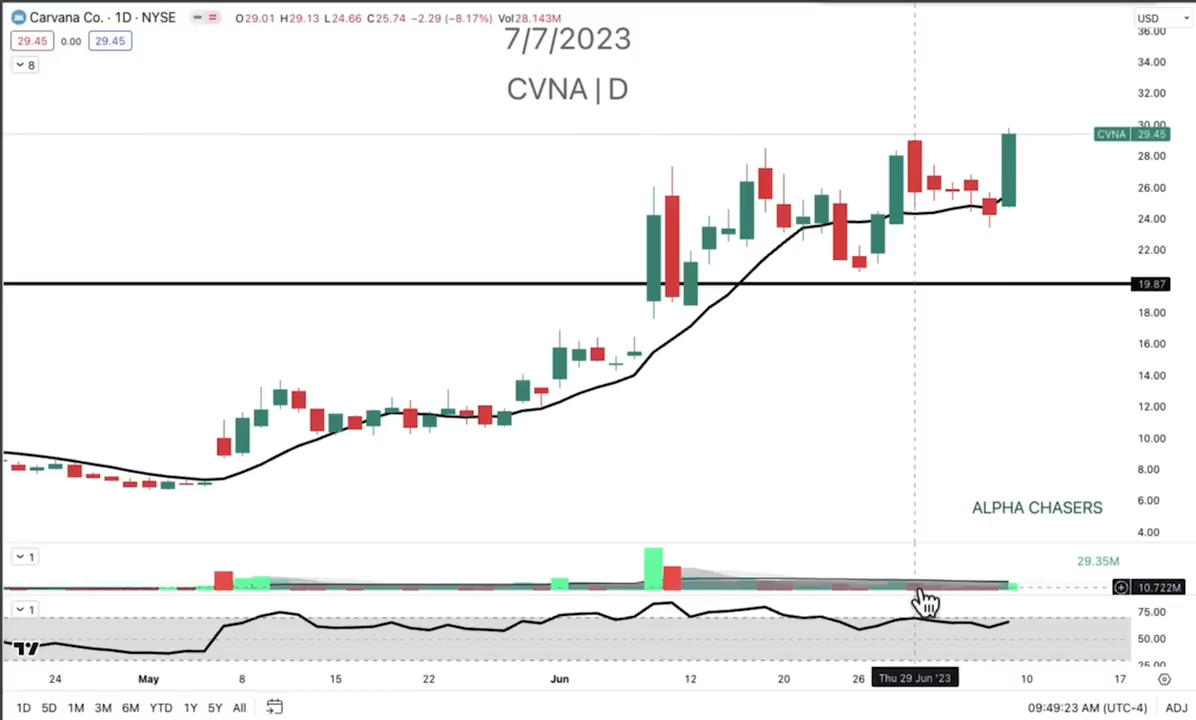 Carvana Co. · 1D · NYSE O29.01 H29.13 L24.66 C25.74 −2.29 (−8.17%) Vol28.143M
USD
29.45 0.00 29.45
8
7/7/2023
CVNA | D
36.00
34.00
32.00
30.00
CVNA 29.45
28.00
26.00
24.00
22.00
19.87
18.00
16.00
14.00
12.00
10.00
8.00
6.00
4.00
ALPHA CHASERS
1
29.35M
10.722M
1
75.00
50.00
25.00
24 May 8 15 22 Jun 12 20 26 Thu 29 Jun '23 10 17
1D 5D 1M 3M 6M YTD 1Y 5Y All 09:49:23 AM (UTC-4) ADJ